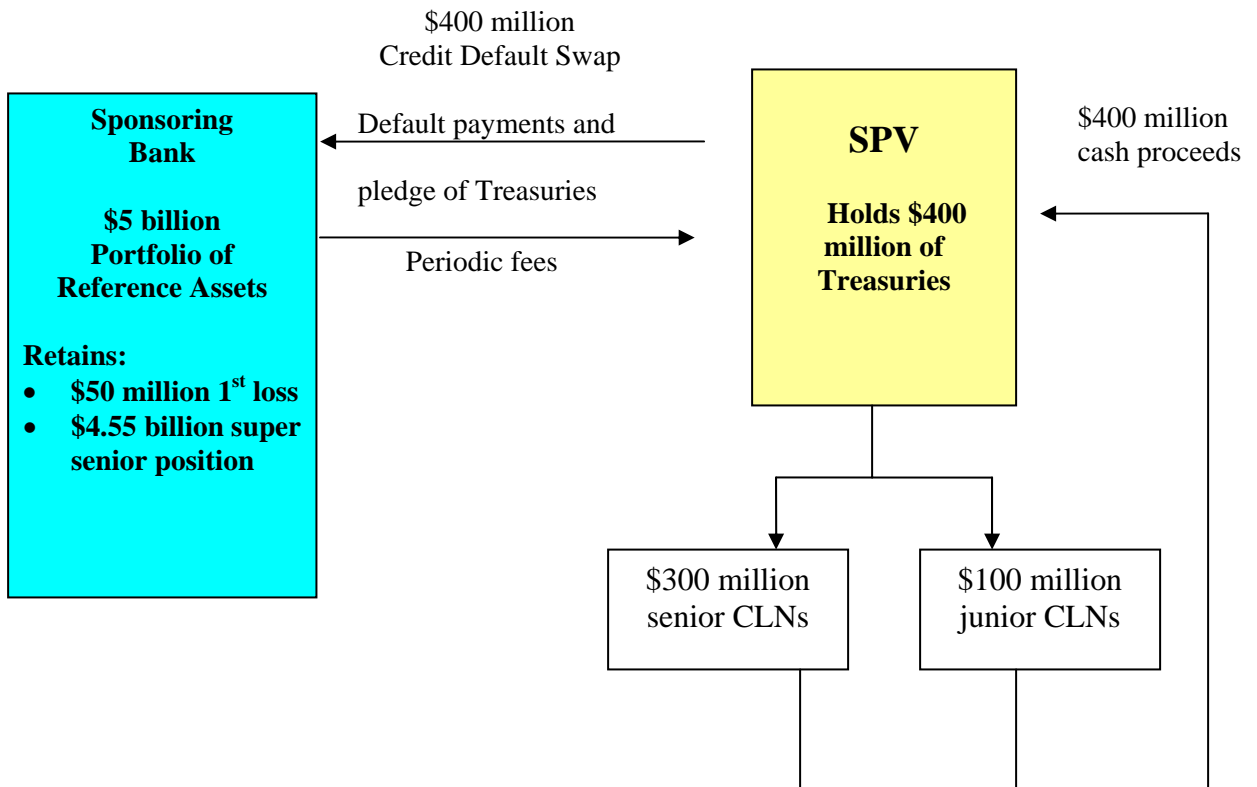 $400 million
Credit Default Swap
Sponsoring
Bank
$5 billion
Portfolio of
Reference Assets
Retains:
• $50 million 1st loss
• $4.55 billion super
senior position
Default payments and
pledge of Treasuries
Periodic fees
SPV
Holds $400
million of
Treasuries
$400 million
cash proceeds
$300 million
senior CLNs
$100 million
junior CLNs